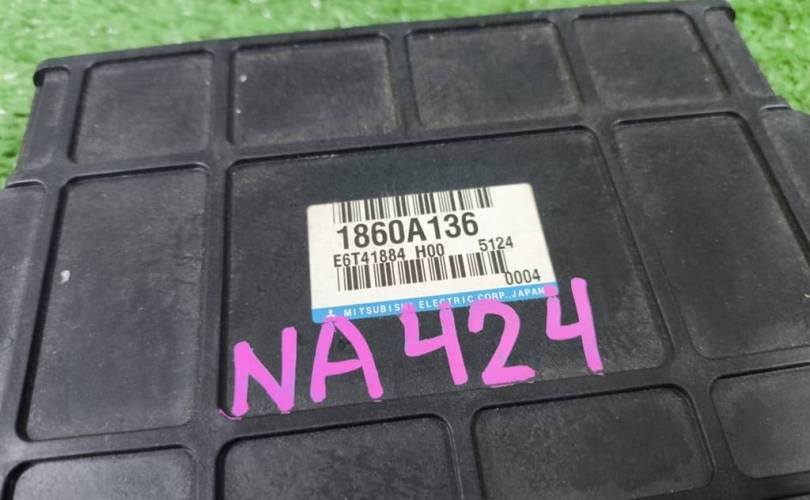 1860A136
E6T41884 H00 5124
0004
MITSUBISHI ELECTRIC CORP., JAPAN
NA424